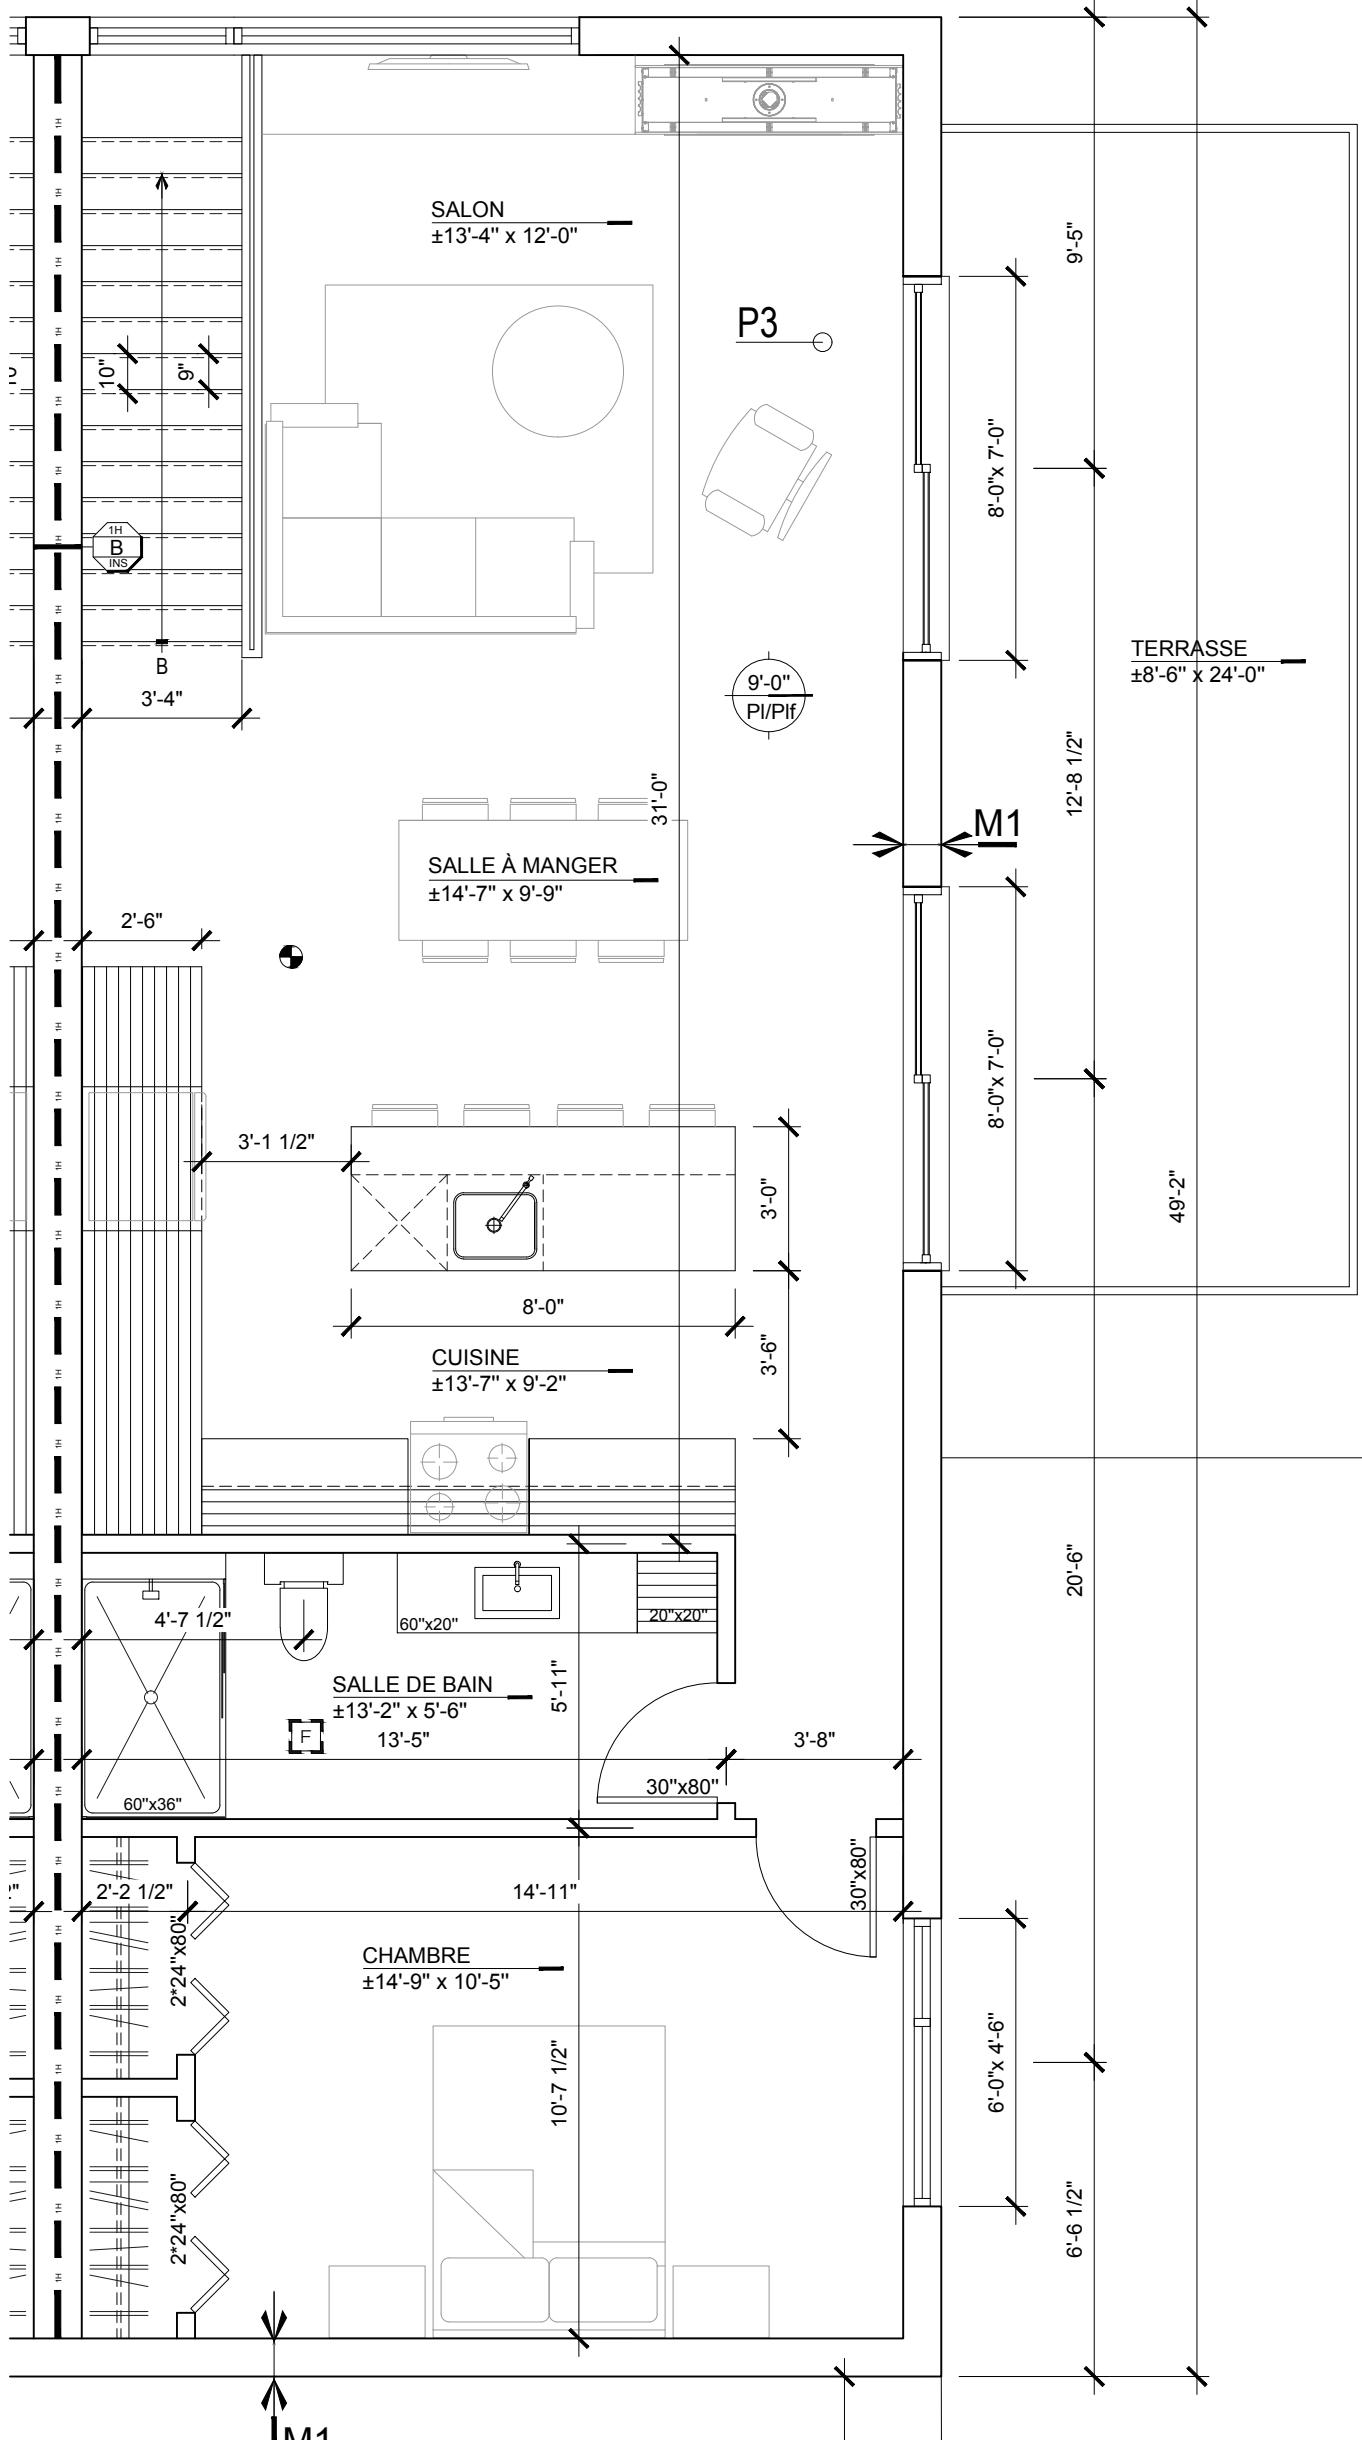 SALON
±13'-4" x 12'-0"
P3
9'-5"
10"
9"
8'-0"x 7'-0"
1H
B
INS
B
3'-4"
9'-0"
Pl/Plf
TERRASSE
±8'-6" x 24'-0"
12'-8 1/2"
31'-0"
M1
SALLE À MANGER
±14'-7" x 9'-9"
2'-6"
8'-0"x 7'-0"
3'-1 1/2"
3'-0"
49'-2"
8'-0"
CUISINE
±13'-7" x 9'-2"
3'-6"
20'-6"
4'-7 1/2"
60"x20"
20"x20"
SALLE DE BAIN
±13'-2" x 5'-6"
5'-11"
F
13'-5"
3'-8"
30"x80"
60"x36"
2'-2 1/2"
14'-11"
30"x80"
2*24"x80"
CHAMBRE
±14'-9" x 10'-5"
10'-7 1/2"
6'-0"x 4'-6"
2*24"x80"
6'-6 1/2"
M1